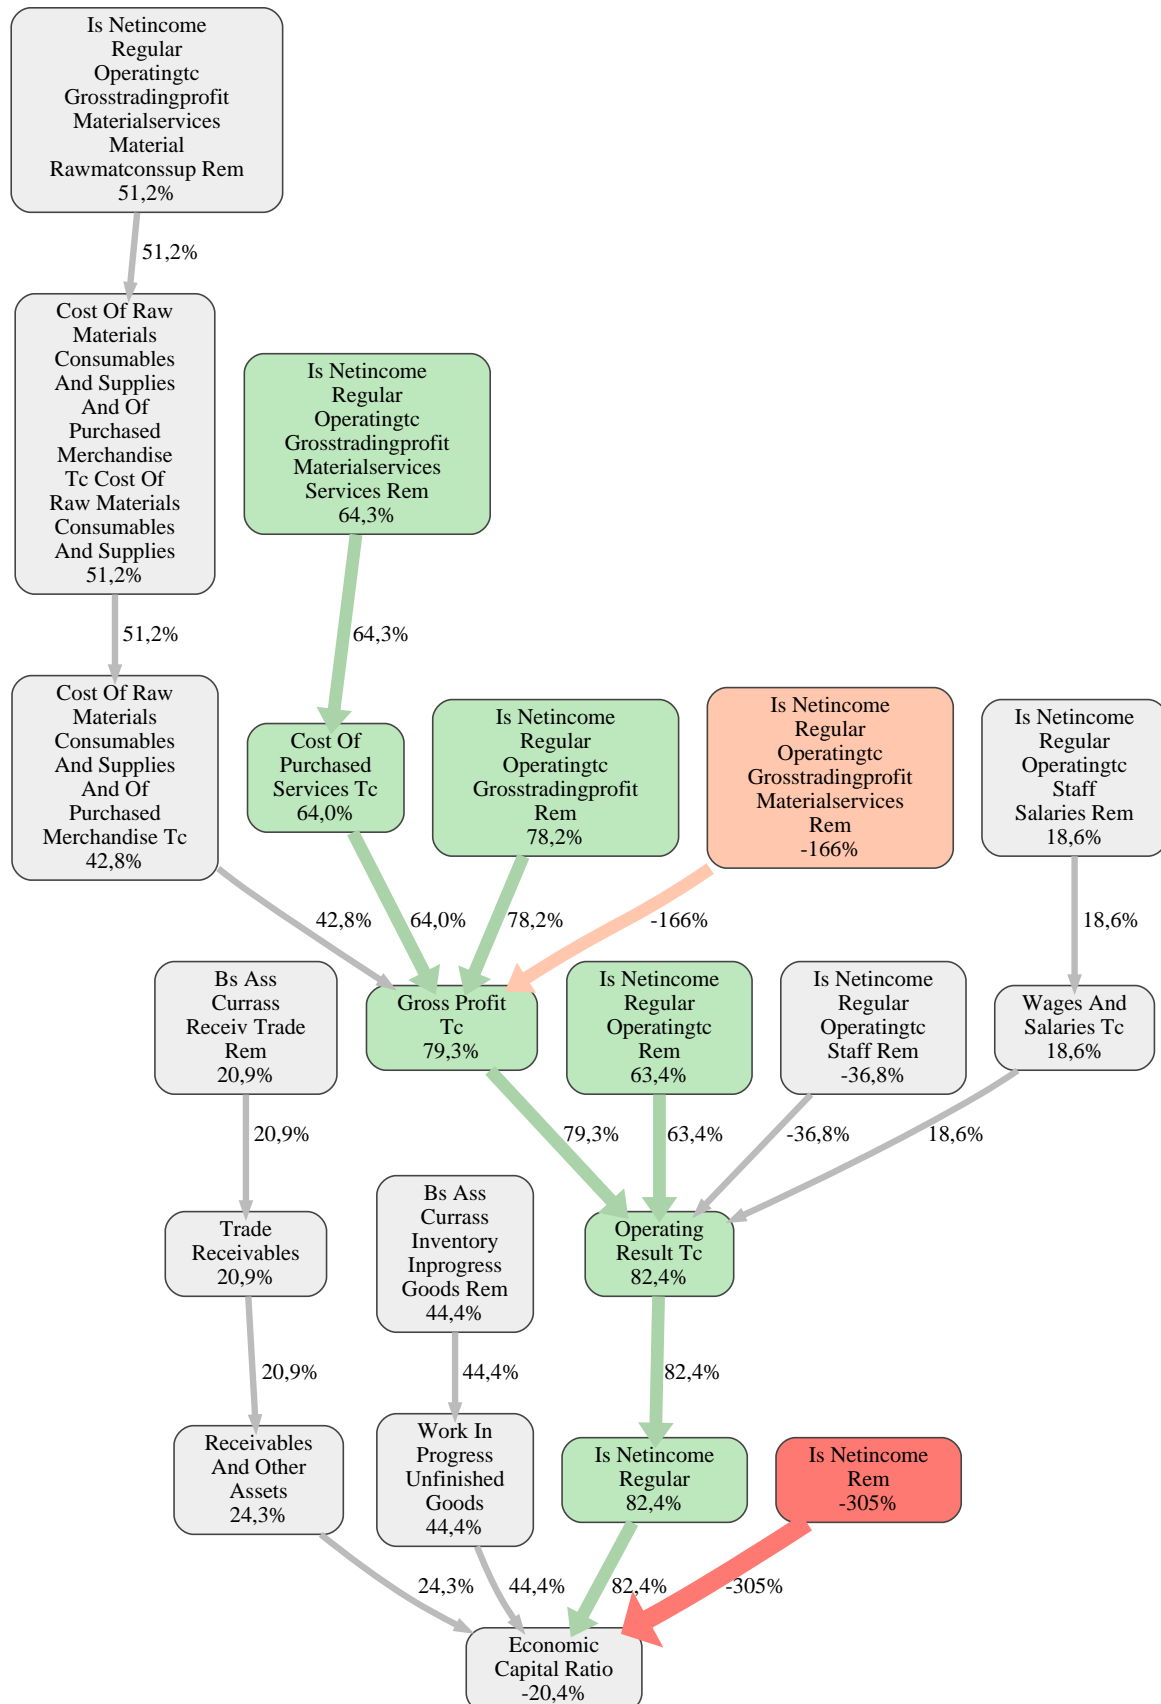 Is Netincome
Regular
Operatingtc
Grosstradingprofit
Materialservices
Material
Rawmatconssup Rem
51,2%
51,2%
Cost Of Raw
Materials
Consumables
And Supplies
And Of
Purchased
Merchandise
Tc Cost Of
Raw Materials
Consumables
And Supplies
51,2%
Is Netincome
Regular
Operatingtc
Grosstradingprofit
Materialservices
Services Rem
64,3%
51,2%
64,3%
Cost Of Raw
Materials
Consumables
And Supplies
And Of
Purchased
Merchandise Tc
42,8%
Cost Of
Purchased
Services Tc
64,0%
Is Netincome
Regular
Operatingtc
Grosstradingprofit
Rem
78,2%
Is Netincome
Regular
Operatingtc
Grosstradingprofit
Materialservices
Rem
-166%
Is Netincome
Regular
Operatingtc
Staff
Salaries Rem
18,6%
42,8%
64,0%
78,2%
-166%
18,6%
Bs Ass
Currass
Receiv Trade
Rem
20,9%
Gross Profit
Tc
79,3%
Is Netincome
Regular
Operatingtc
Rem
63,4%
Is Netincome
Regular
Operatingtc
Staff Rem
-36,8%
Wages And
Salaries Tc
18,6%
20,9%
79,3%
63,4%
-36,8%
18,6%
Trade
Receivables
20,9%
Bs Ass
Currass
Inventory
Inprogress
Goods Rem
44,4%
Operating
Result Tc
82,4%
20,9%
44,4%
82,4%
Receivables
And Other
Assets
24,3%
Work In
Progress
Unfinished
Goods
44,4%
Is Netincome
Regular
82,4%
Is Netincome
Rem
-305%
24,3%
44,4%
82,4%
-305%
Economic
Capital Ratio
-20,4%